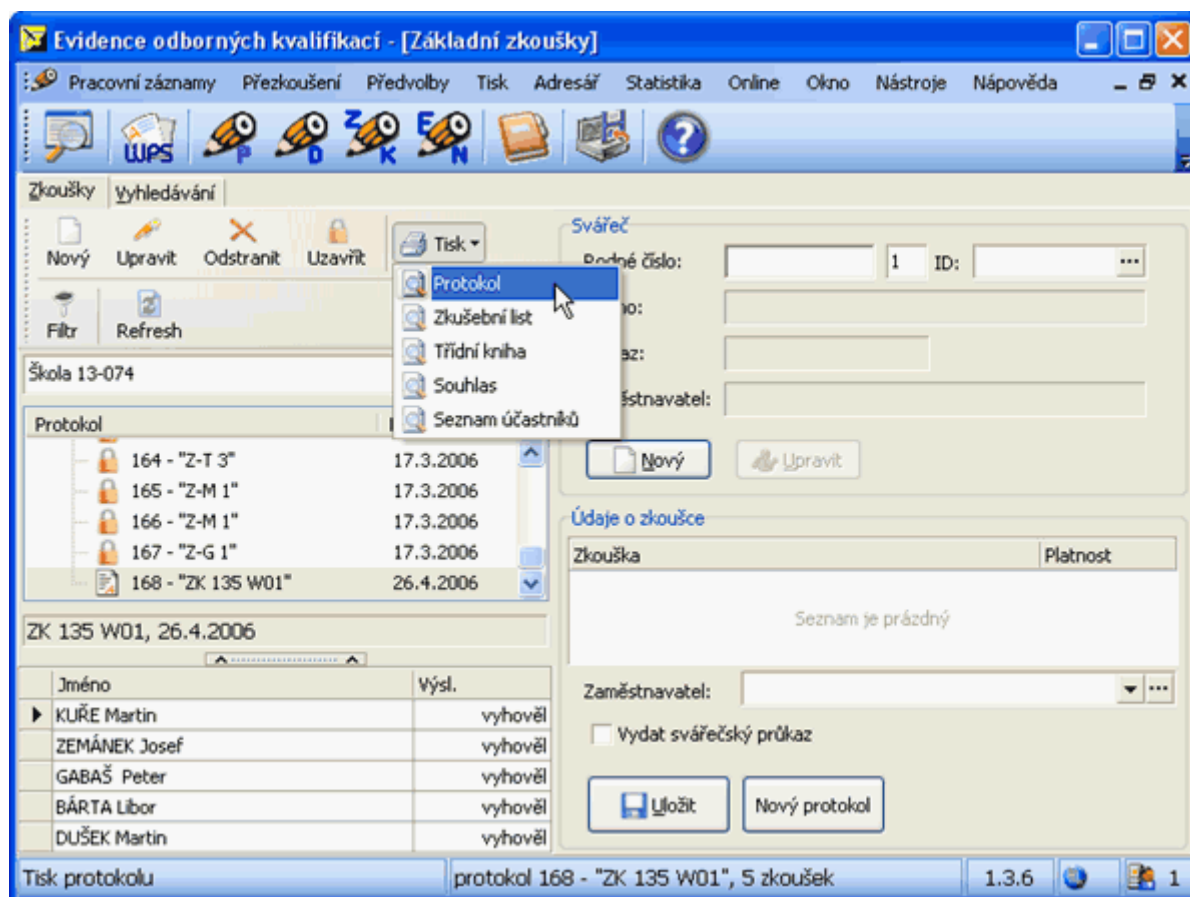 Evidence odborných kvalifikací - [Základní zkoušky]
Pracovní záznamy Přezkoušení Předvolby Tisk Adresář Statistika Online Okno Nástroje Nápověda
WPS P D Z K E N
Zkoušky Vyhledávání
Nový Upravit Odstranit Uzavřít Tisk
Filtr Refresh
Protokol
Zkušební list
Třídní kniha
Souhlas
Seznam účastníků
Škola 13-074
Protokol
164 - "Z-T 3" 17.3.2006
165 - "Z-M 1" 17.3.2006
166 - "Z-M 1" 17.3.2006
167 - "Z-G 1" 17.3.2006
168 - "ZK 135 W01" 26.4.2006
ZK 135 W01, 26.4.2006
Jméno Výsl.
KUŘE Martin vyhověl
ZEMÁNEK Josef vyhověl
GABAŠ Peter vyhověl
BÁRTA Libor vyhověl
DUŠEK Martin vyhověl
Svářeč
Rodné číslo: 1 ID: ...
Nový Upravit
Údaje o zkoušce
Zkouška Platnost
Seznam je prázdný
Zaměstnavatel: ...
Vydat svářečský průkaz
Uložit Nový protokol
Tisk protokolu protokol 168 - "ZK 135 W01", 5 zkoušek 1.3.6 1